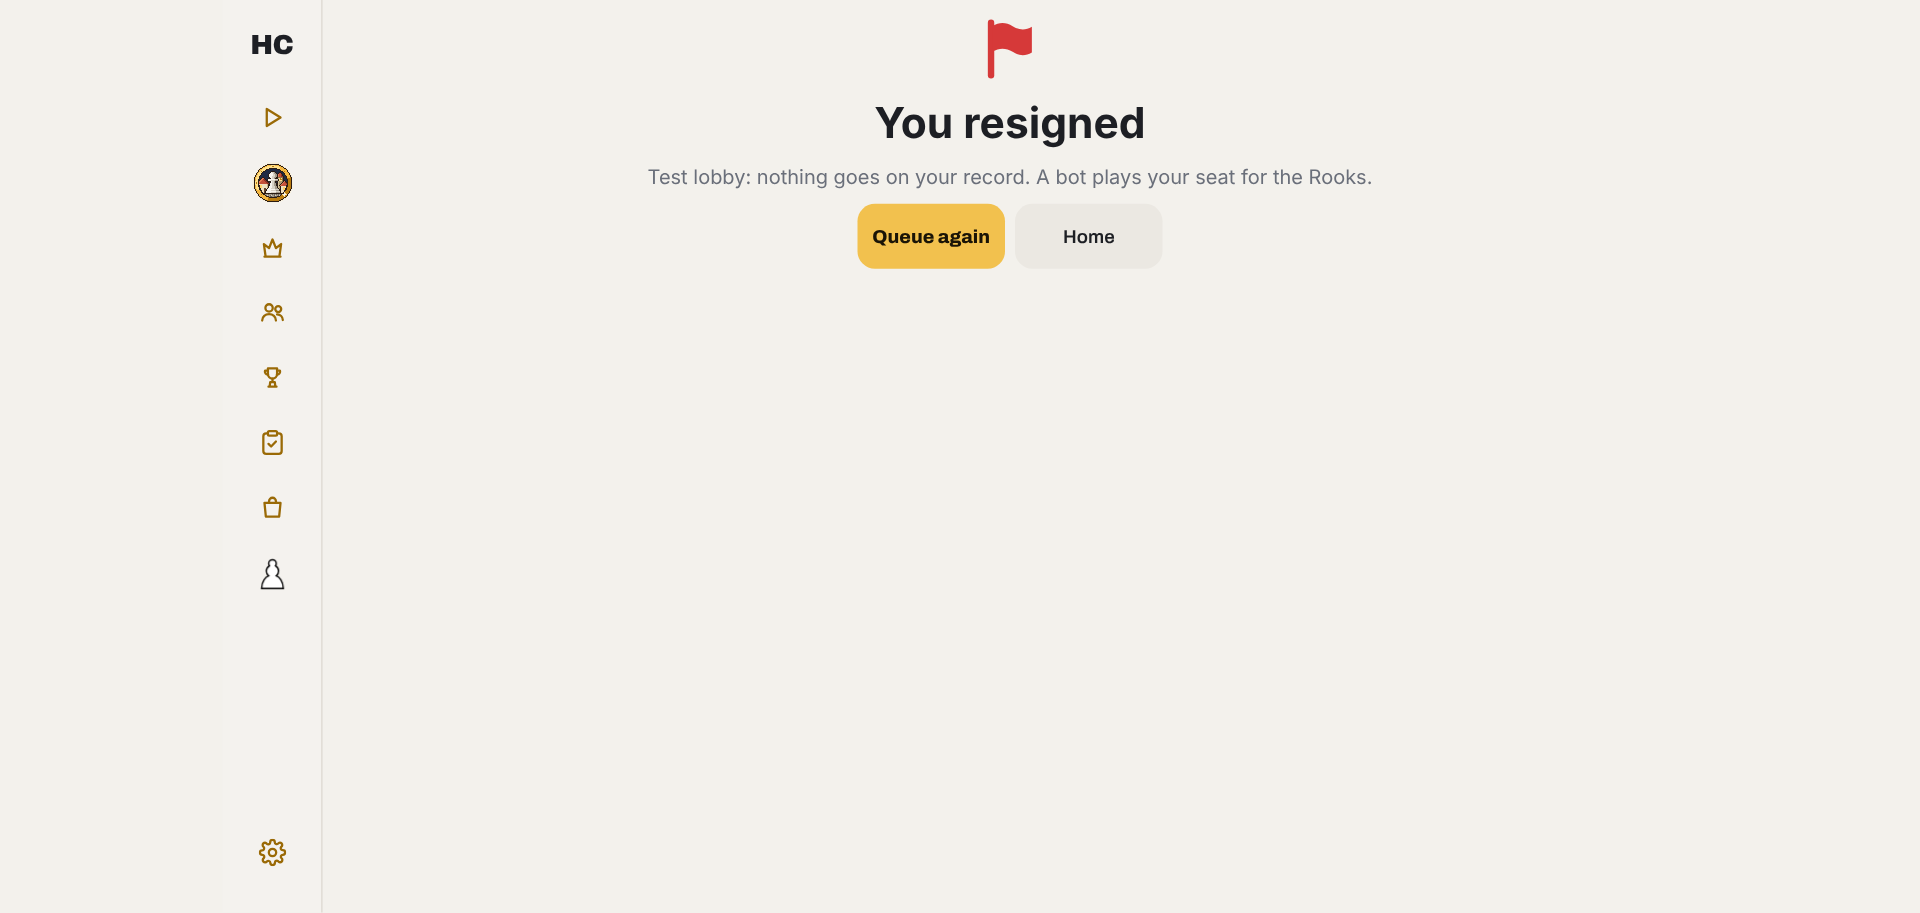 HC
You resigned
Test lobby: nothing goes on your record. A bot plays your seat for the Rooks.
Queue again
Home